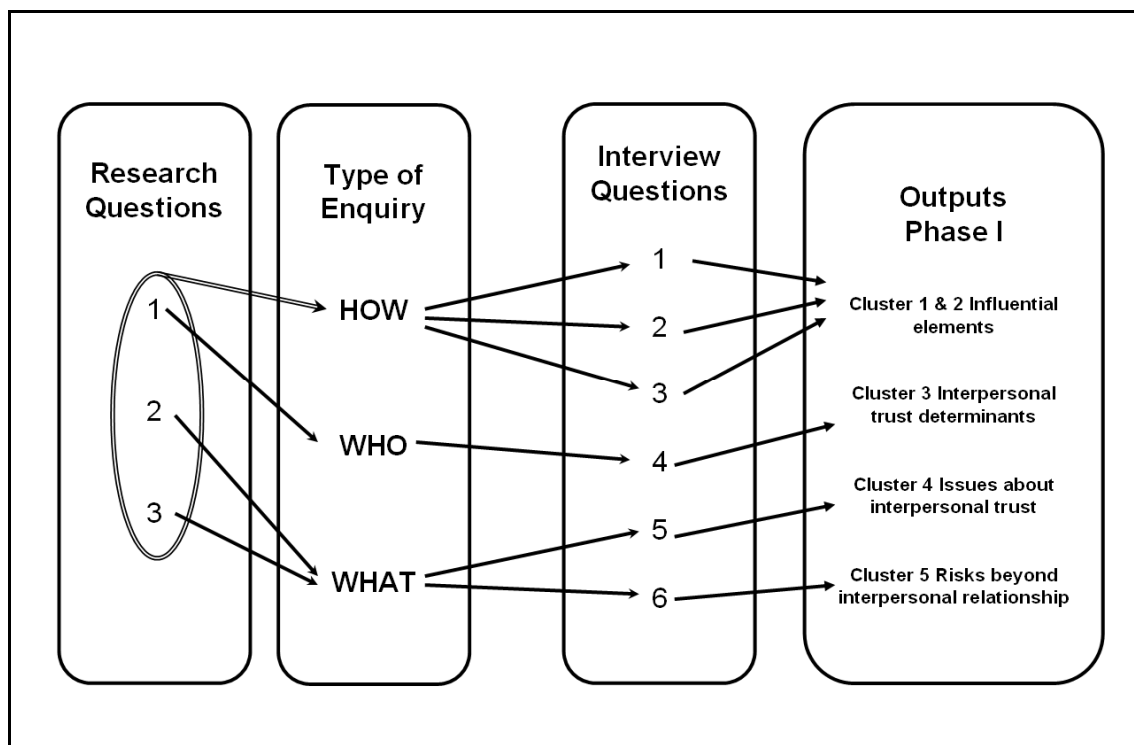 Research
Questions
1
2
3
Type of
Enquiry
HOW
WHO
WHAT
Interview
Questions
1
2
3
4
5
6
Outputs
Phase I
Cluster 1 & 2 Influential
elements
Cluster 3 Interpersonal
trust determinants
Cluster 4 Issues about
interpersonal trust
Cluster 5 Risks beyond
interpersonal relationship